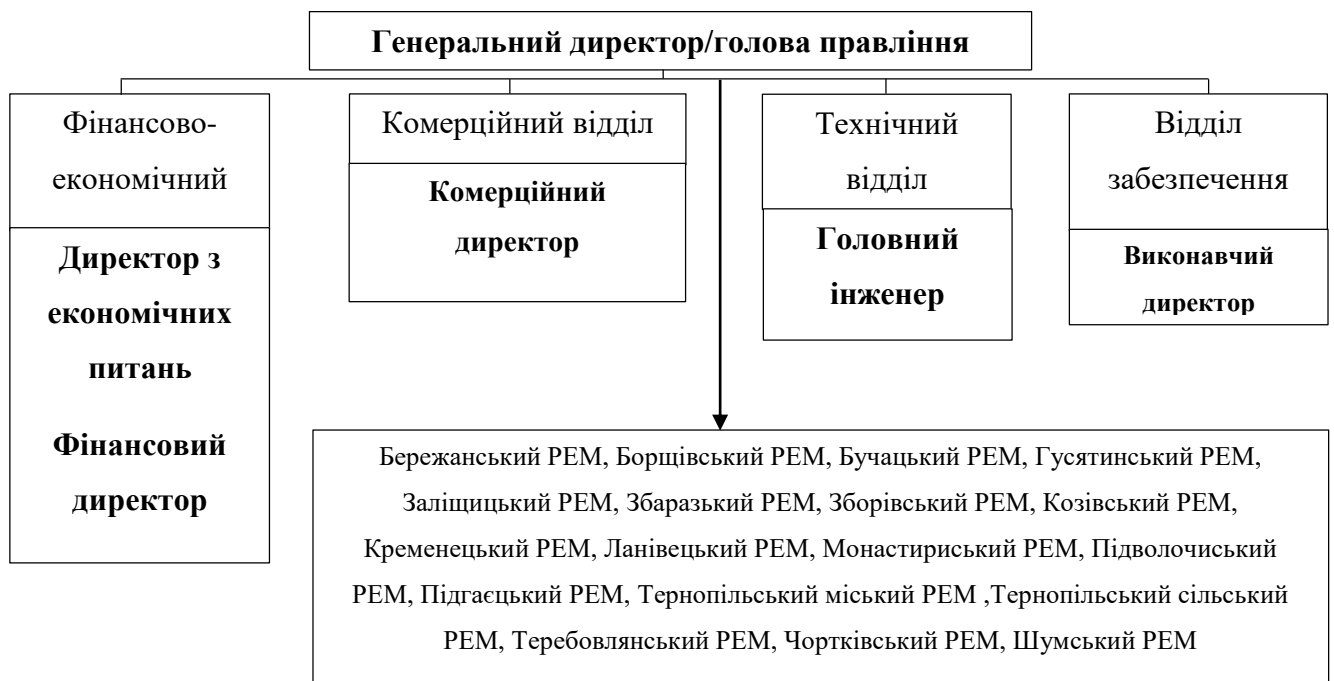 Генеральний директор/голова правління
Фінансово-
економічний
Директор з
економічних
питань
Фінансовий
директор
Комерційний відділ
Комерційний
директор
Технічний
відділ
Головний
інженер
Відділ
забезпечення
Виконавчий
директор
Бережанський РЕМ, Борщівський РЕМ, Бучацький РЕМ, Гусятинський РЕМ,
Заліщицький РЕМ, Збаразький РЕМ, Зборівський РЕМ, Козівський РЕМ,
Кременецький РЕМ, Ланівецький РЕМ, Монастириський РЕМ, Підволочиський
РЕМ, Підгаєцький РЕМ, Тернопільський міський РЕМ ,Тернопільський сільський
РЕМ, Теребовлянський РЕМ, Чортківський РЕМ, Шумський РЕМ